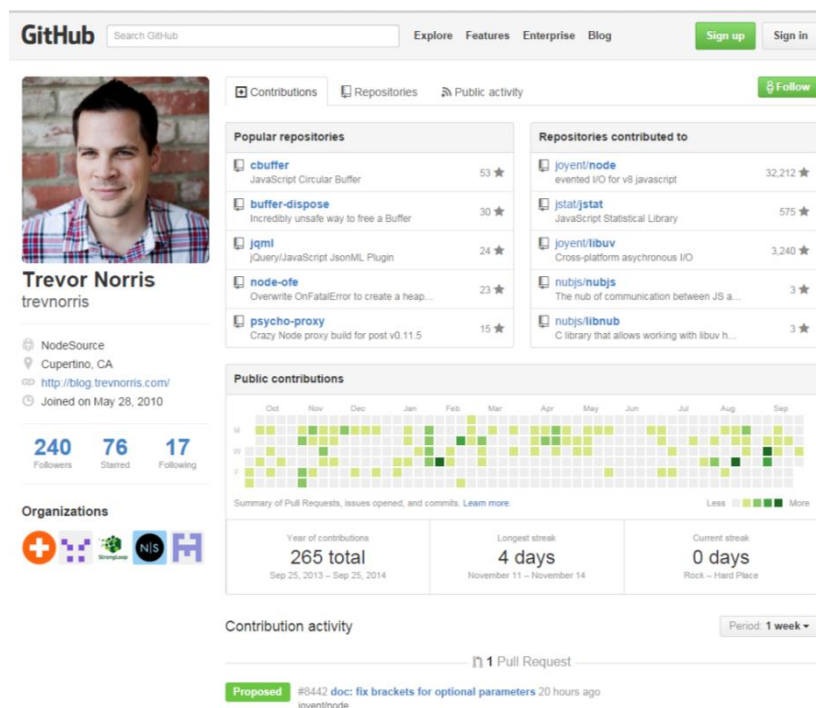 GitHub
Search GitHub
Explore Features Enterprise Blog
Sign up
Sign in
Contributions
Repositories
Public activity
Follow
Trevor Norris
trevnorris
NodeSource
Cupertino, CA
http://blog.trevnorris.com/
Joined on May 28, 2010
240 76 17
Followers Starred Following
Organizations
StrongLoop
N|S
Popular repositories
cbuffer
JavaScript Circular Buffer
53
buffer-dispose
Incredibly unsafe way to free a Buffer
30
jqml
jQuery/JavaScript JsonML Plugin
24
node-ofe
Overwrite OnFatalError to create a heap...
23
psycho-proxy
Crazy Node proxy build for post v0.11.5
15
Repositories contributed to
joyent/node
evented I/O for v8 javascript
32,212
jstat/jstat
JavaScript Statistical Library
575
joyent/libuv
Cross-platform asychronous I/O
3,240
nubjs/nubjs
The nub of communication between JS a...
3
nubjs/libnub
C library that allows working with libuv h...
3
Public contributions
Oct Nov Dec Jan Feb Mar Apr May Jun Jul Aug Sep
M
W
F
Summary of Pull Requests, issues opened, and commits. Learn more.
Less More
Year of contributions
265 total
Sep 25, 2013 – Sep 25, 2014
Longest streak
4 days
November 11 – November 14
Current streak
0 days
Rock – Hard Place
Contribution activity
Period: 1 week
1 Pull Request
Proposed #8442 doc: fix brackets for optional parameters 20 hours ago
joyent/node